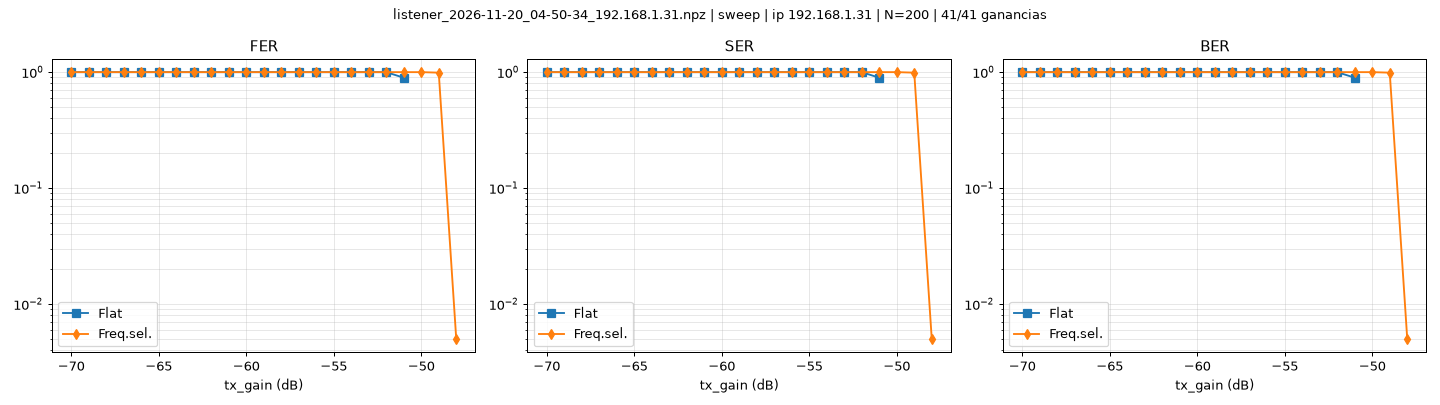 listener_2026-11-20_04-50-34_192.168.1.31.npz | sweep | ip 192.168.1.31 | N=200 | 41/41 ganancias
FER
10⁰
10⁻¹
10⁻²
Flat
Freq.sel.
−70
−65
−60
−55
−50
tx_gain (dB)
SER
10⁰
10⁻¹
10⁻²
Flat
Freq.sel.
−70
−65
−60
−55
−50
tx_gain (dB)
BER
10⁰
10⁻¹
10⁻²
Flat
Freq.sel.
−70
−65
−60
−55
−50
tx_gain (dB)